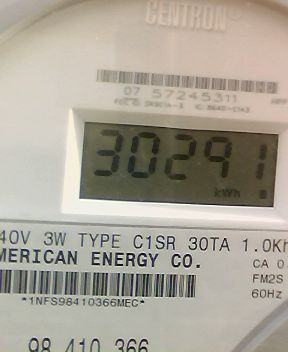 CENTRON®
07 57245311
30291
kWh
40V 3W TYPE C1SR 30TA 1.0Kh
MERICAN ENERGY CO.
CA 0.
FM2S
60Hz
*1NFS98410366MEC*
98 410 366